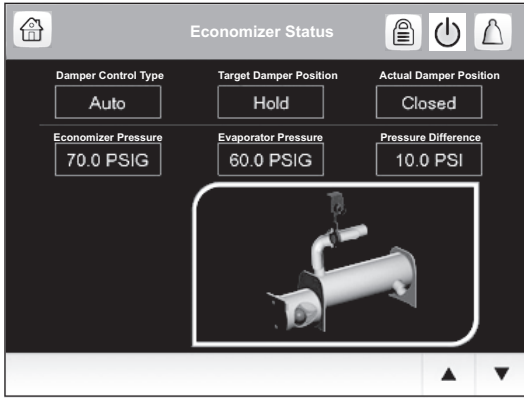 Economizer Status
Damper Control Type Target Damper Position Actual Damper Position
Auto Hold Closed
Economizer Pressure Evaporator Pressure Pressure Difference
70.0 PSIG 60.0 PSIG 10.0 PSI